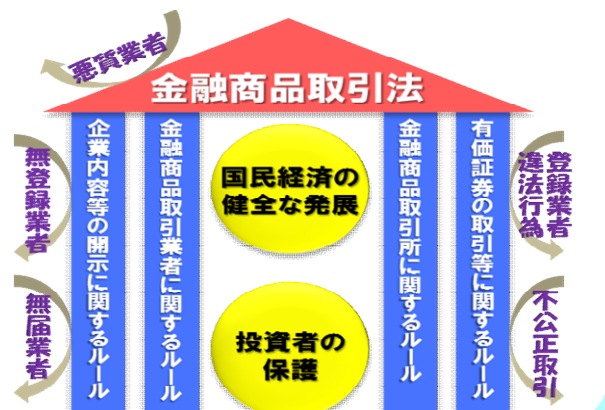 悪質業者
金融商品取引法
無登録業者
無届業者
企業内容等の開示に関するルール
金融商品取引業者に関するルール
国民経済の
健全な発展
投資者の
保護
金融商品取引所に関するルール
有価証券の取引等に関するルール
登録業者
違法行為
不公正取引